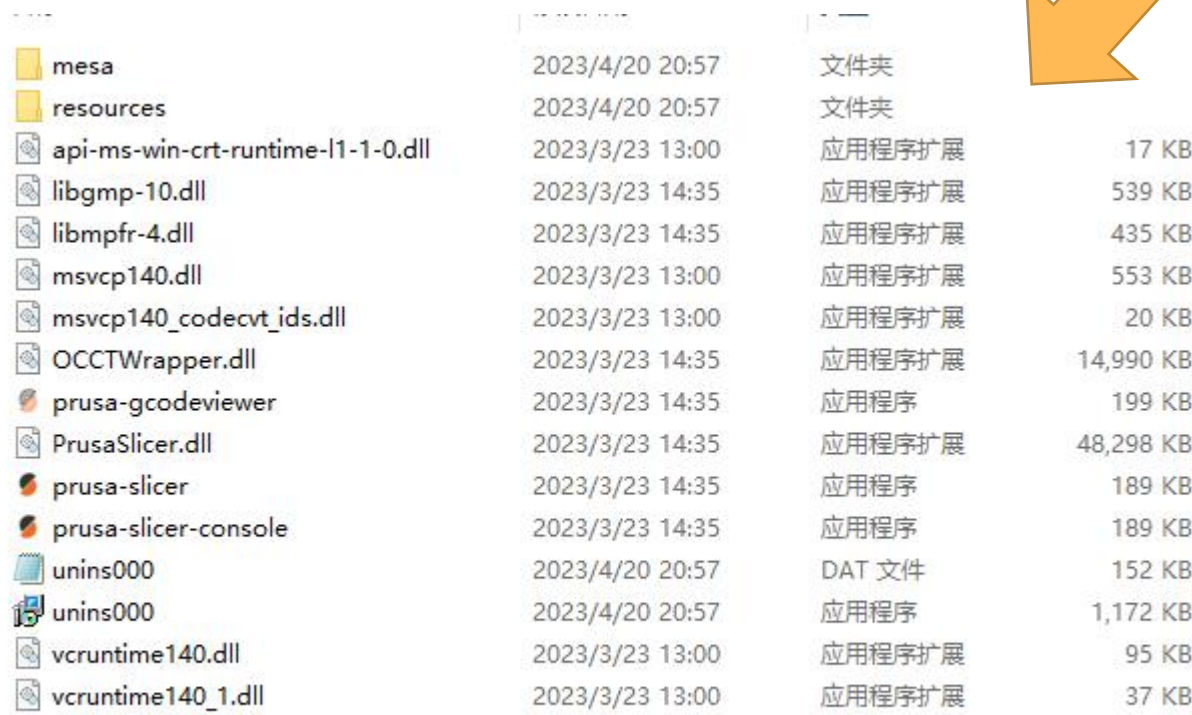 mesa 2023/4/20 20:57 文件夹
resources 2023/4/20 20:57 文件夹
api-ms-win-crt-runtime-l1-1-0.dll 2023/3/23 13:00 应用程序扩展 17 KB
libgmp-10.dll 2023/3/23 14:35 应用程序扩展 539 KB
libmpfr-4.dll 2023/3/23 14:35 应用程序扩展 435 KB
msvcp140.dll 2023/3/23 13:00 应用程序扩展 553 KB
msvcp140_codecvt_ids.dll 2023/3/23 13:00 应用程序扩展 20 KB
OCCTWrapper.dll 2023/3/23 14:35 应用程序扩展 14,990 KB
prusa-gcodeviewer 2023/3/23 14:35 应用程序 199 KB
PrusaSlicer.dll 2023/3/23 14:35 应用程序扩展 48,298 KB
prusa-slicer 2023/3/23 14:35 应用程序 189 KB
prusa-slicer-console 2023/3/23 14:35 应用程序 189 KB
unins000 2023/4/20 20:57 DAT 文件 152 KB
unins000 2023/4/20 20:57 应用程序 1,172 KB
vcruntime140.dll 2023/3/23 13:00 应用程序扩展 95 KB
vcruntime140_1.dll 2023/3/23 13:00 应用程序扩展 37 KB